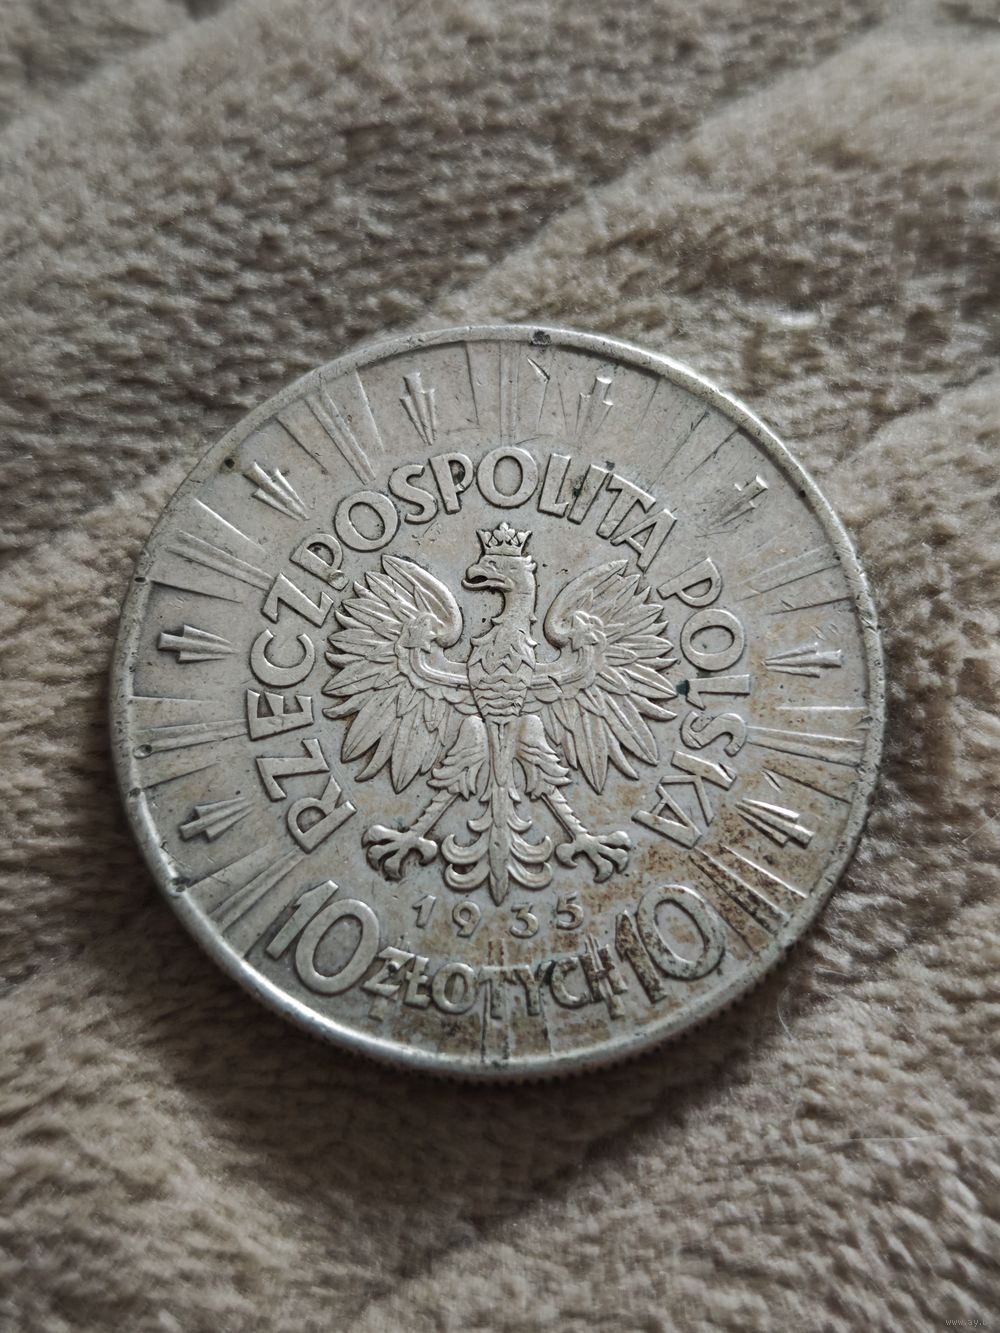 RZECZPOSPOLITA POLSKA
1935
10 ZŁOTYCH 10